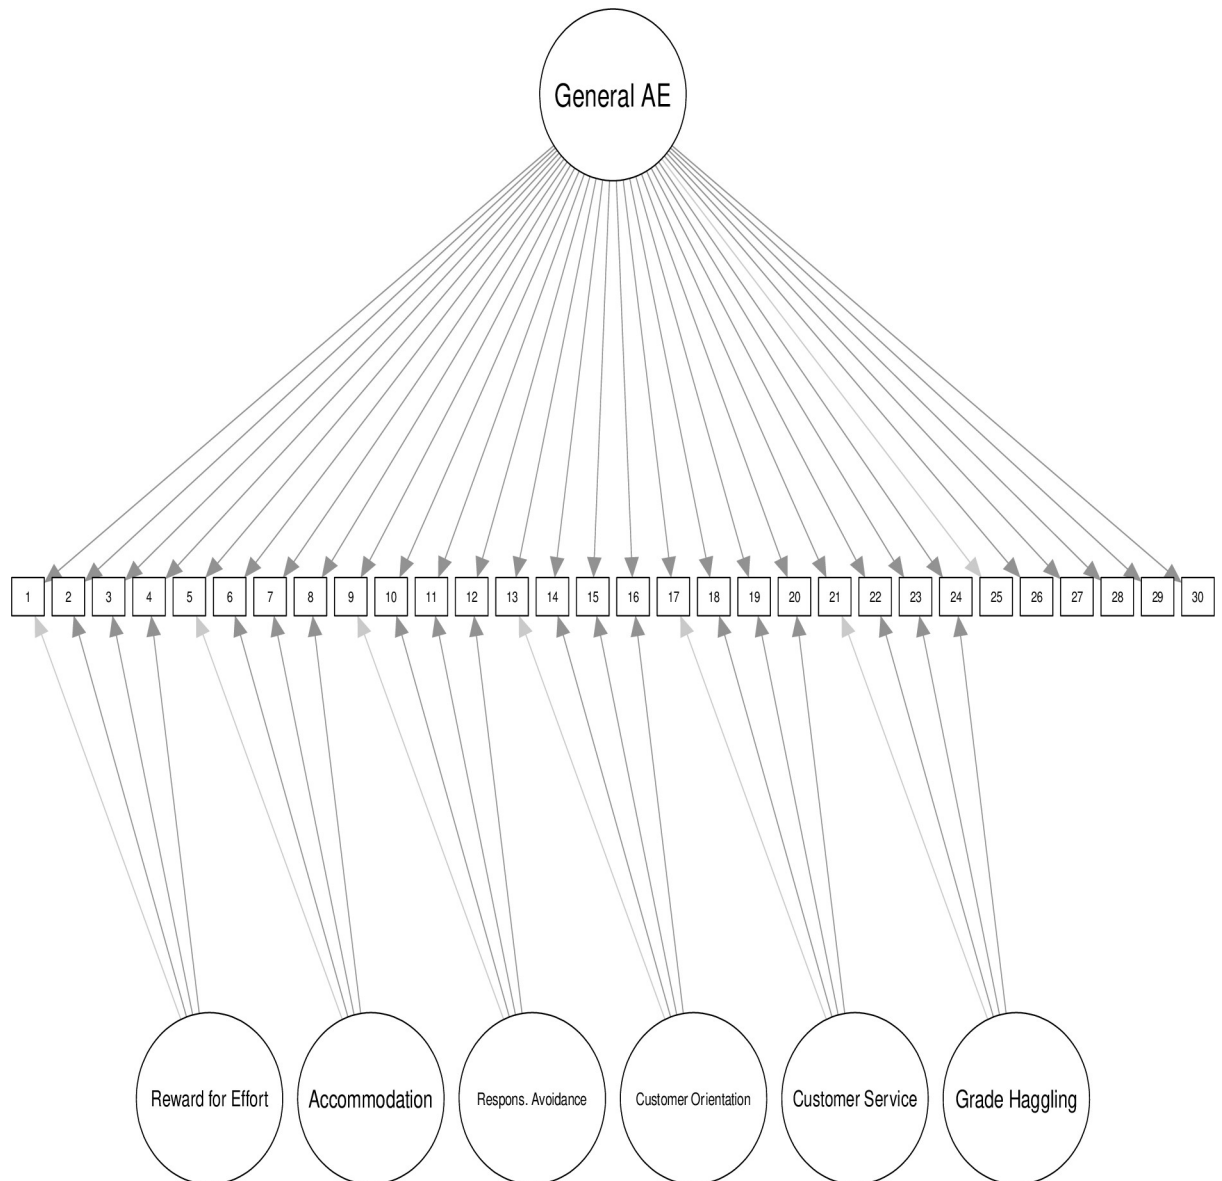 General AE
1 2 3 4 5 6 7 8 9 10 11 12 13 14 15 16 17 18 19 20 21 22 23 24 25 26 27 28 29 30
Reward for Effort Accommodation Respons. Avoidance Customer Orientation Customer Service Grade Haggling